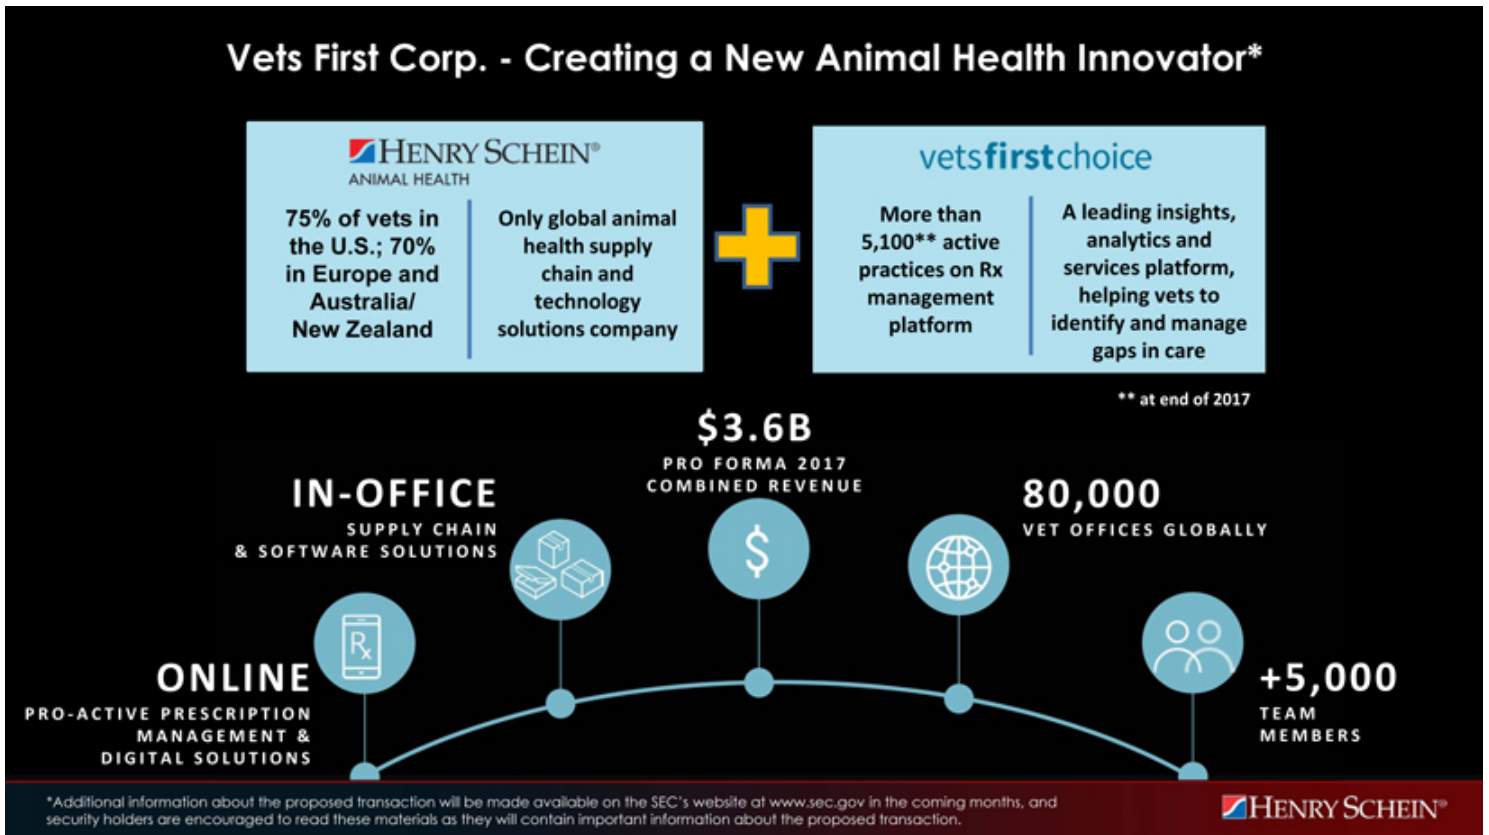 Vets First Corp. - Creating a New Animal Health Innovator*
HENRY SCHEIN®
ANIMAL HEALTH
75% of vets in
the U.S.; 70%
in Europe and
Australia/
New Zealand
Only global animal
health supply
chain and
technology
solutions company
vetsfirstchoice
More than
5,100** active
practices on Rx
management
platform
A leading insights,
analytics and
services platform,
helping vets to
identify and manage
gaps in care
** at end of 2017
$3.6B
PRO FORMA 2017
COMBINED REVENUE
IN-OFFICE
SUPPLY CHAIN
& SOFTWARE SOLUTIONS
$
80,000
VET OFFICES GLOBALLY
Rx
ONLINE
PRO-ACTIVE PRESCRIPTION
MANAGEMENT &
DIGITAL SOLUTIONS
+5,000
TEAM
MEMBERS
*Additional information about the proposed transaction will be made available on the SEC's website at www.sec.gov in the coming months, and
security holders are encouraged to read these materials as they will contain important information about the proposed transaction.
HENRY SCHEIN®